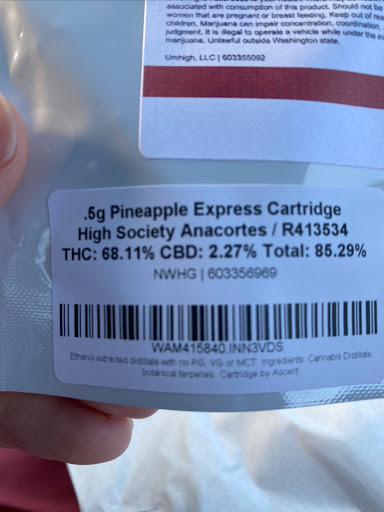 associated with consumption of this product. Should not be
women that are pregnant or breast feeding. Keep out of
children. Marijuana can impair concentration, coordination,
judgment. It is illegal to operate a vehicle while under the
marijuana. Unlawful outside Washington state.
Umhigh, LLC | 603355092
.5g Pineapple Express Cartridge
High Society Anacortes / R413534
THC: 68.11% CBD: 2.27% Total: 85.29%
NWHG | 603356969
WAM415840.INN3VDS
Ethanol extracted distillate with no PG, VG or MCT. Ingredients: Cannabis Distillate,
botanical terpenes. Cartridge by Ascent